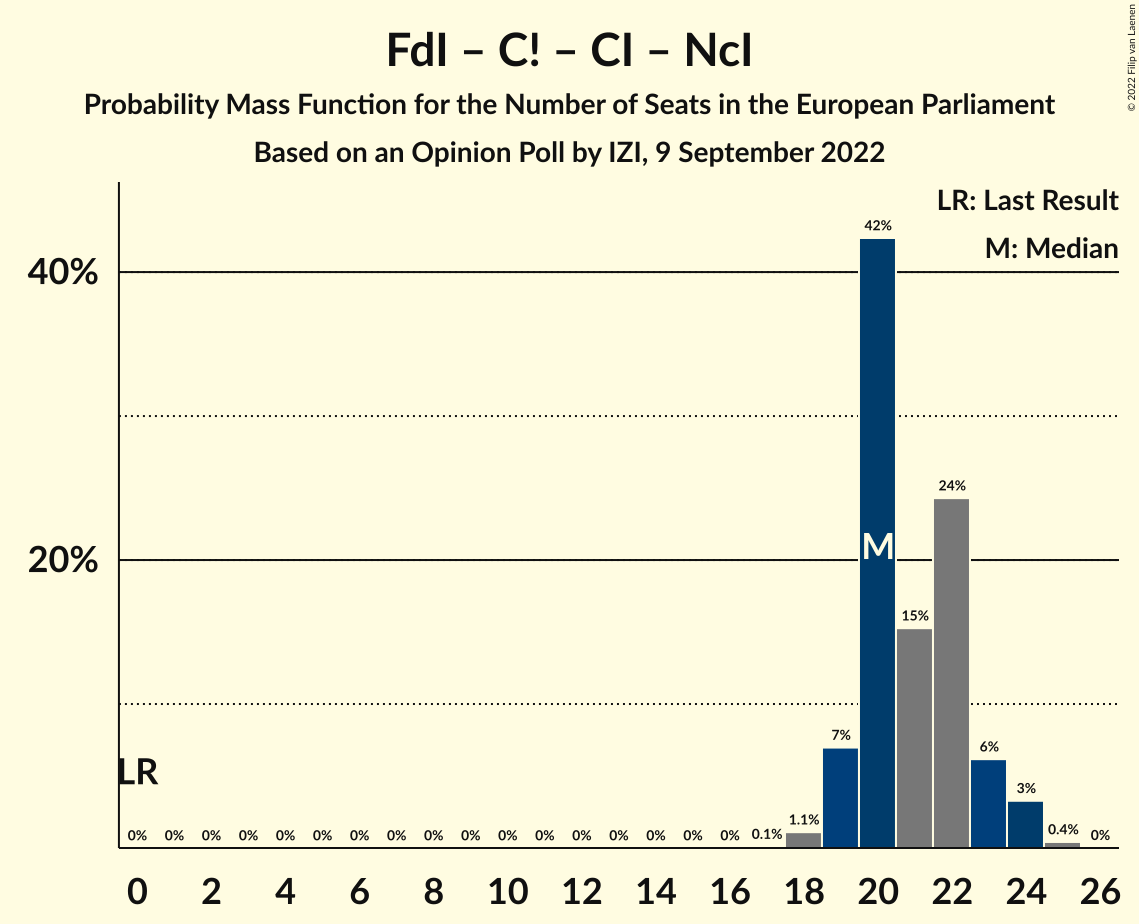 FdI – C! – CI – NcI
Probability Mass Function for the Number of Seats in the European Parliament
Based on an Opinion Poll by IZI, 9 September 2022
© 2022 Filip van Laenen
LR: Last Result
M: Median
40%
20%
42%
24%
15%
7%
6%
3%
1.1%
0.4%
0.1%
M
LR
0% 0% 0% 0% 0% 0% 0% 0% 0% 0% 0% 0% 0% 0% 0% 0% 0% 0%
0 2 4 6 8 10 12 14 16 18 20 22 24 26